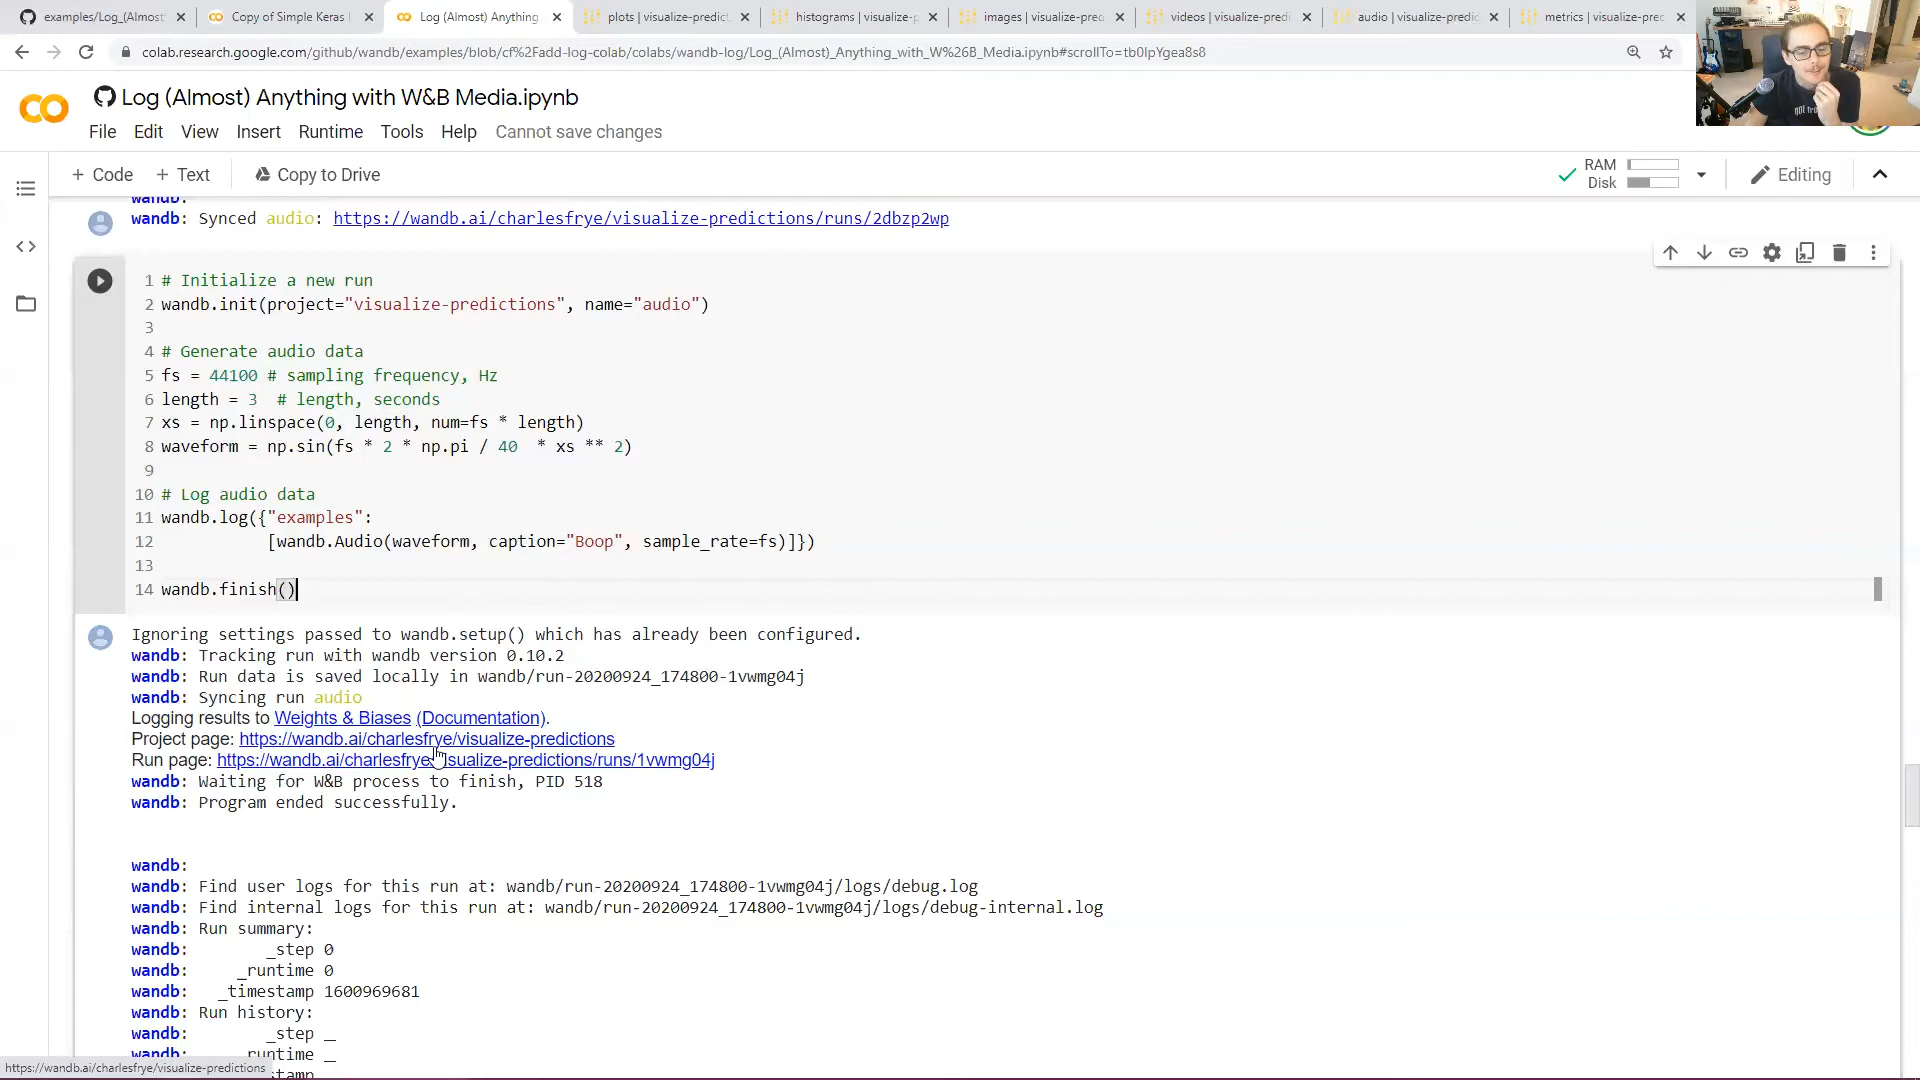 examples/Log_(Almost
Copy of Simple Keras
Log (Almost) Anything
plots | visualize-predict
histograms | visualize-p
images | visualize-pred
videos | visualize-predi
audio | visualize-predic
metrics | visualize-pred
colab.research.google.com/github/wandb/examples/blob/cf%2Fadd-log-colab/colabs/wandb-log/Log_(Almost)_Anything_with_W%26B_Media.ipynb#scrollTo=tb0lpYgea8s8
Log (Almost) Anything with W&B Media.ipynb
File Edit View Insert Runtime Tools Help Cannot save changes
+ Code + Text Copy to Drive
RAM
Disk
Editing
wandb:
wandb: Synced audio: https://wandb.ai/charlesfrye/visualize-predictions/runs/2dbzp2wp
1 # Initialize a new run
2 wandb.init(project="visualize-predictions", name="audio")
3
4 # Generate audio data
5 fs = 44100 # sampling frequency, Hz
6 length = 3  # length, seconds
7 xs = np.linspace(0, length, num=fs * length)
8 waveform = np.sin(fs * 2 * np.pi / 40  * xs ** 2)
9
10 # Log audio data
11 wandb.log({"examples":
12            [wandb.Audio(waveform, caption="Boop", sample_rate=fs)]})
13
14 wandb.finish()
Ignoring settings passed to wandb.setup() which has already been configured.
wandb: Tracking run with wandb version 0.10.2
wandb: Run data is saved locally in wandb/run-20200924_174800-1vwmg04j
wandb: Syncing run audio
Logging results to Weights & Biases (Documentation).
Project page: https://wandb.ai/charlesfrye/visualize-predictions
Run page: https://wandb.ai/charlesfrye/visualize-predictions/runs/1vwmg04j
wandb: Waiting for W&B process to finish, PID 518
wandb: Program ended successfully.
wandb:
wandb: Find user logs for this run at: wandb/run-20200924_174800-1vwmg04j/logs/debug.log
wandb: Find internal logs for this run at: wandb/run-20200924_174800-1vwmg04j/logs/debug-internal.log
wandb: Run summary:
wandb: _step 0
wandb: _runtime 0
wandb: _timestamp 1600969681
wandb: Run history:
wandb: _step _
wandb: _runtime _
https://wandb.ai/charlesfrye/visualize-predictions